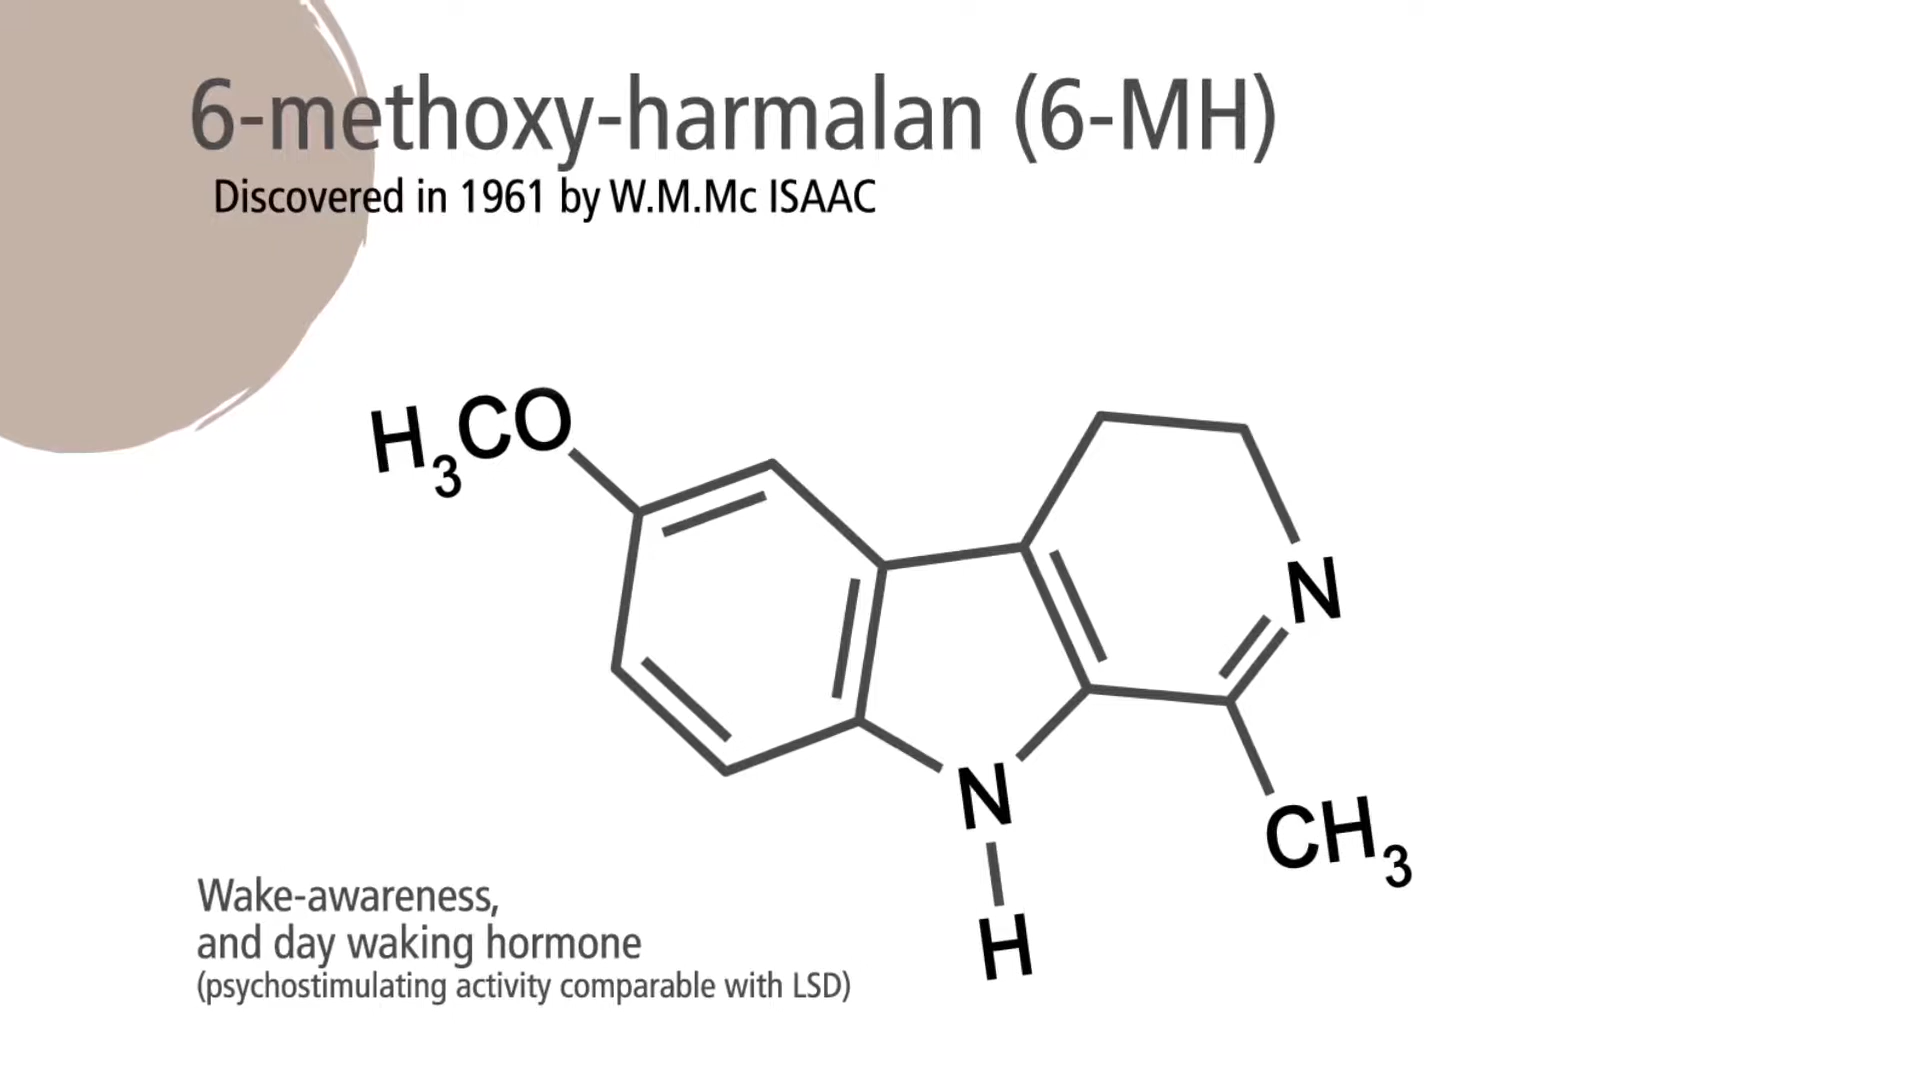 6-methoxy-harmalan (6-MH)
Discovered in 1961 by W.M.Mc ISAAC
H3CO
N
N
CH3
H
Wake-awareness,
and day waking hormone
(psychostimulating activity comparable with LSD)